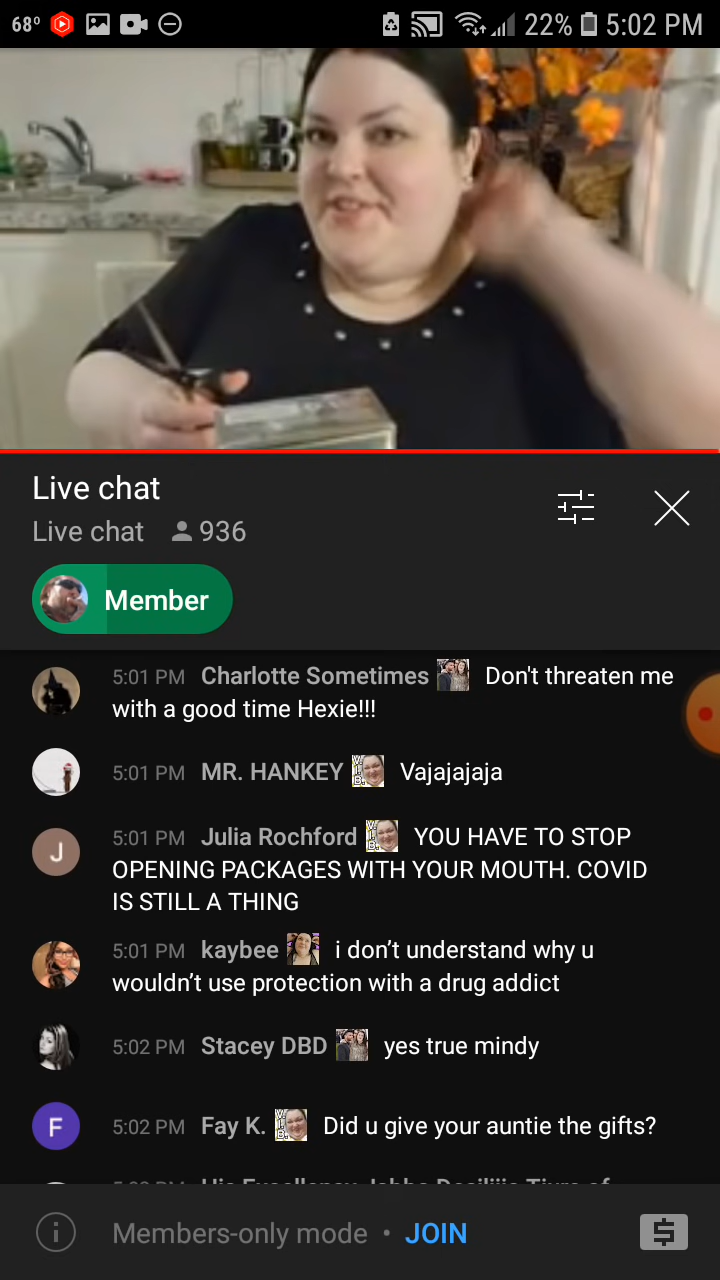 68° 22% 5:02 PM
Live chat
Live chat 936
Member
5:01 PM Charlotte Sometimes Don't threaten me
with a good time Hexie!!!
5:01 PM MR. HANKEY Vajajajaja
J 5:01 PM Julia Rochford YOU HAVE TO STOP
OPENING PACKAGES WITH YOUR MOUTH. COVID
IS STILL A THING
5:01 PM kaybee i don’t understand why u
wouldn’t use protection with a drug addict
5:02 PM Stacey DBD yes true mindy
F 5:02 PM Fay K. Did u give your auntie the gifts?
Members-only mode • JOIN